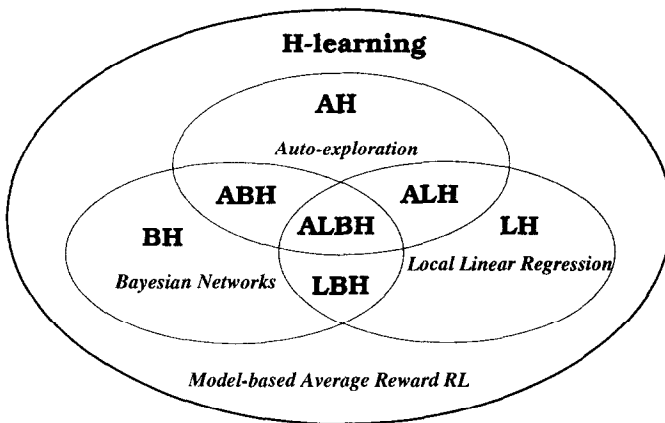 H-learning
AH
Auto-exploration
ABH
ALH
BH
ALBH
LH
Bayesian Networks
Local Linear Regression
LBH
Model-based Average Reward RL